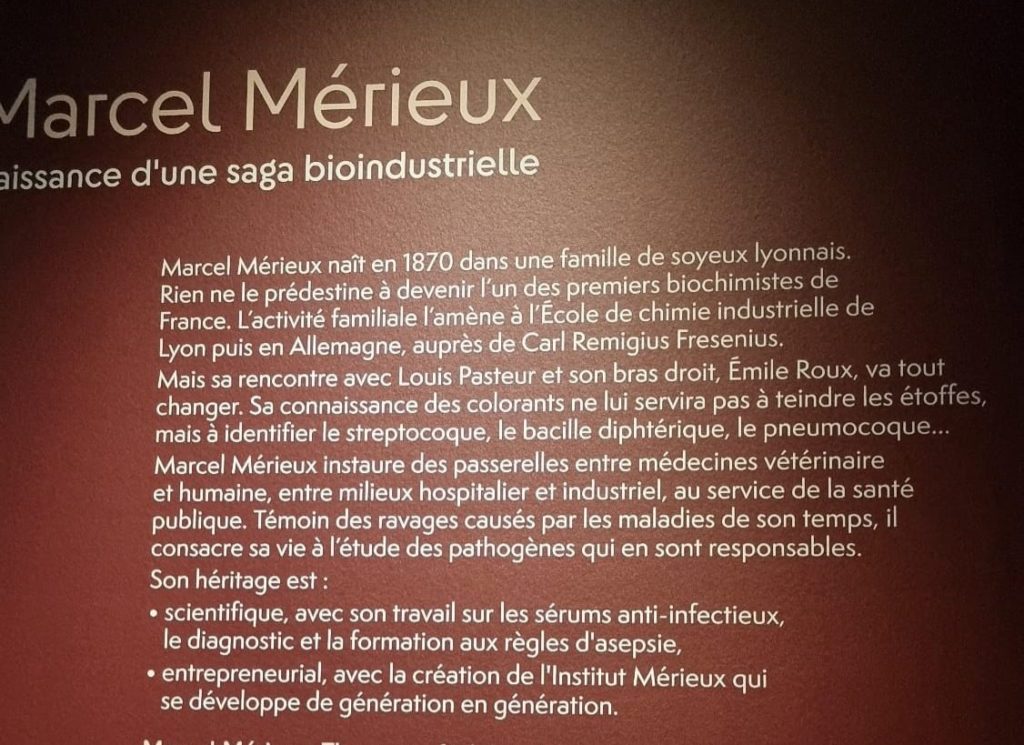 Marcel Mérieux
aissance d'une saga bioindustrielle
Marcel Mérieux naît en 1870 dans une famille de soyeux lyonnais.
Rien ne le prédestine à devenir l'un des premiers biochimistes de
France. L'activité familiale l'amène à l'École de chimie industrielle de
Lyon puis en Allemagne, auprès de Carl Remigius Fresenius.
Mais sa rencontre avec Louis Pasteur et son bras droit, Émile Roux, va tout
changer. Sa connaissance des colorants ne lui servira pas à teindre les étoffes,
mais à identifier le streptocoque, le bacille diphtérique, le pneumocoque...
Marcel Mérieux instaure des passerelles entre médecines vétérinaire
et humaine, entre milieux hospitalier et industriel, au service de la santé
publique. Témoin des ravages causés par les maladies de son temps, il
consacre sa vie à l'étude des pathogènes qui en sont responsables.
Son héritage est :
• scientifique, avec son travail sur les sérums anti-infectieux,
le diagnostic et la formation aux règles d'asepsie,
• entrepreneurial, avec la création de l'Institut Mérieux qui
se développe de génération en génération.